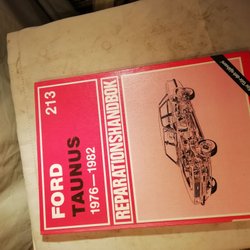 213
FORD
TAUNUS
1976–1982
REPARATIONSHANDBOK